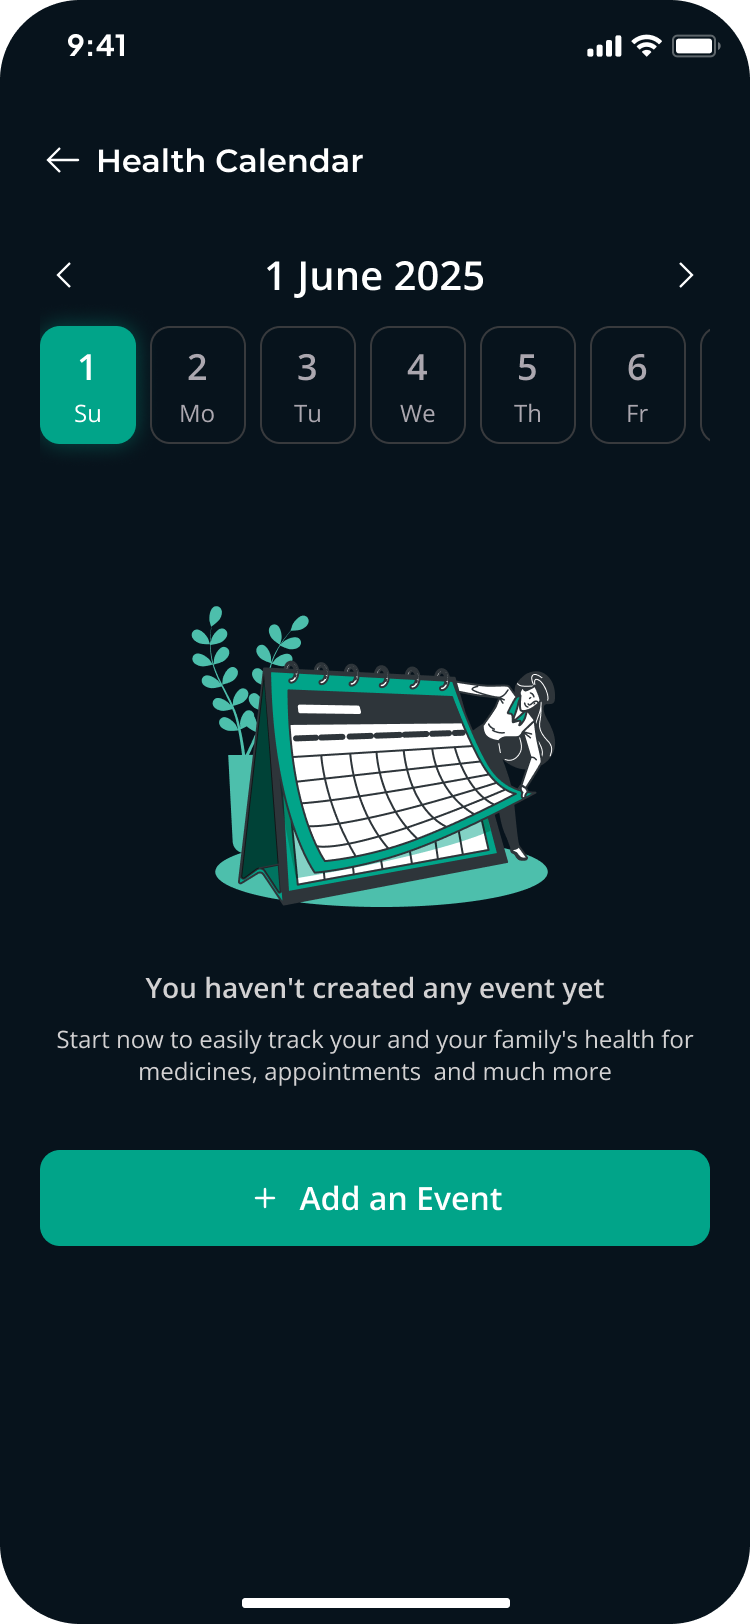 9:41
Health Calendar
1 June 2025
1 2 3 4 5 6
Su Mo Tu We Th Fr
You haven't created any event yet
Start now to easily track your and your family's health for
medicines, appointments  and much more
+ Add an Event